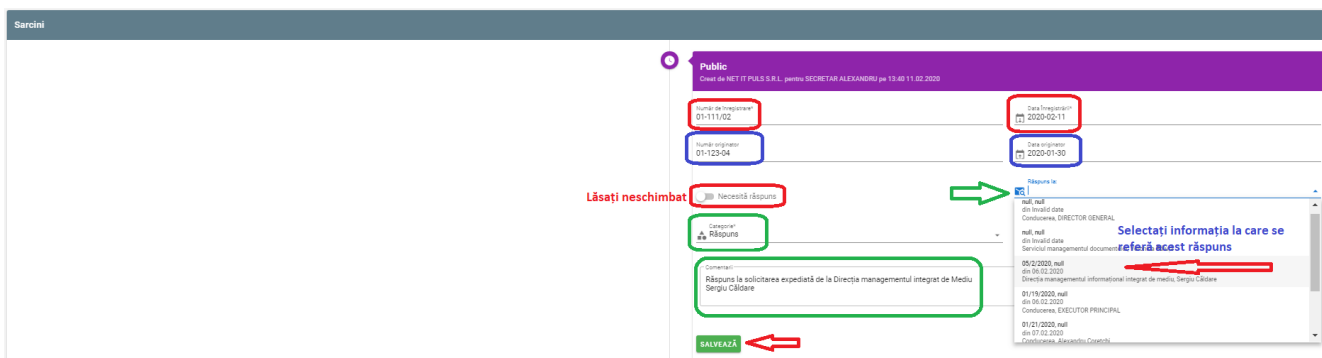 Sarcini
Public
Creat de NET IT PULS S.R.L. pentru SECRETAR ALEXANDRU pe 13:40 11.02.2020
Număr de înregistrare*
01-111/02
Data Înregistrării*
2020-02-11
Număr originator
01-123-04
Data originator
2020-01-30
Lăsați neschimbat
Necesită răspuns
Răspuns la:
null, null
din Invalid date
Conducerea, DIRECTOR GENERAL
null, null
din Invalid date
Serviciul managementul
Selectați informația la care se
referă acest răspuns
05/2/2020, null
din 06.02.2020
Direcția managementului informațional integrat de mediu, Sergiu Căldare
01/19/2020, null
din 06.02.2020
Conducerea, EXECUTOR PRINCIPAL
01/21/2020, null
din 07.02.2020
Conducerea, Alexandru Coretchi
Categorie*
Răspuns
Comentarii
Răspuns la solicitarea expediată de la Direcția managementul integrat de Mediu
Sergiu Căldare
SALVEAZĂ